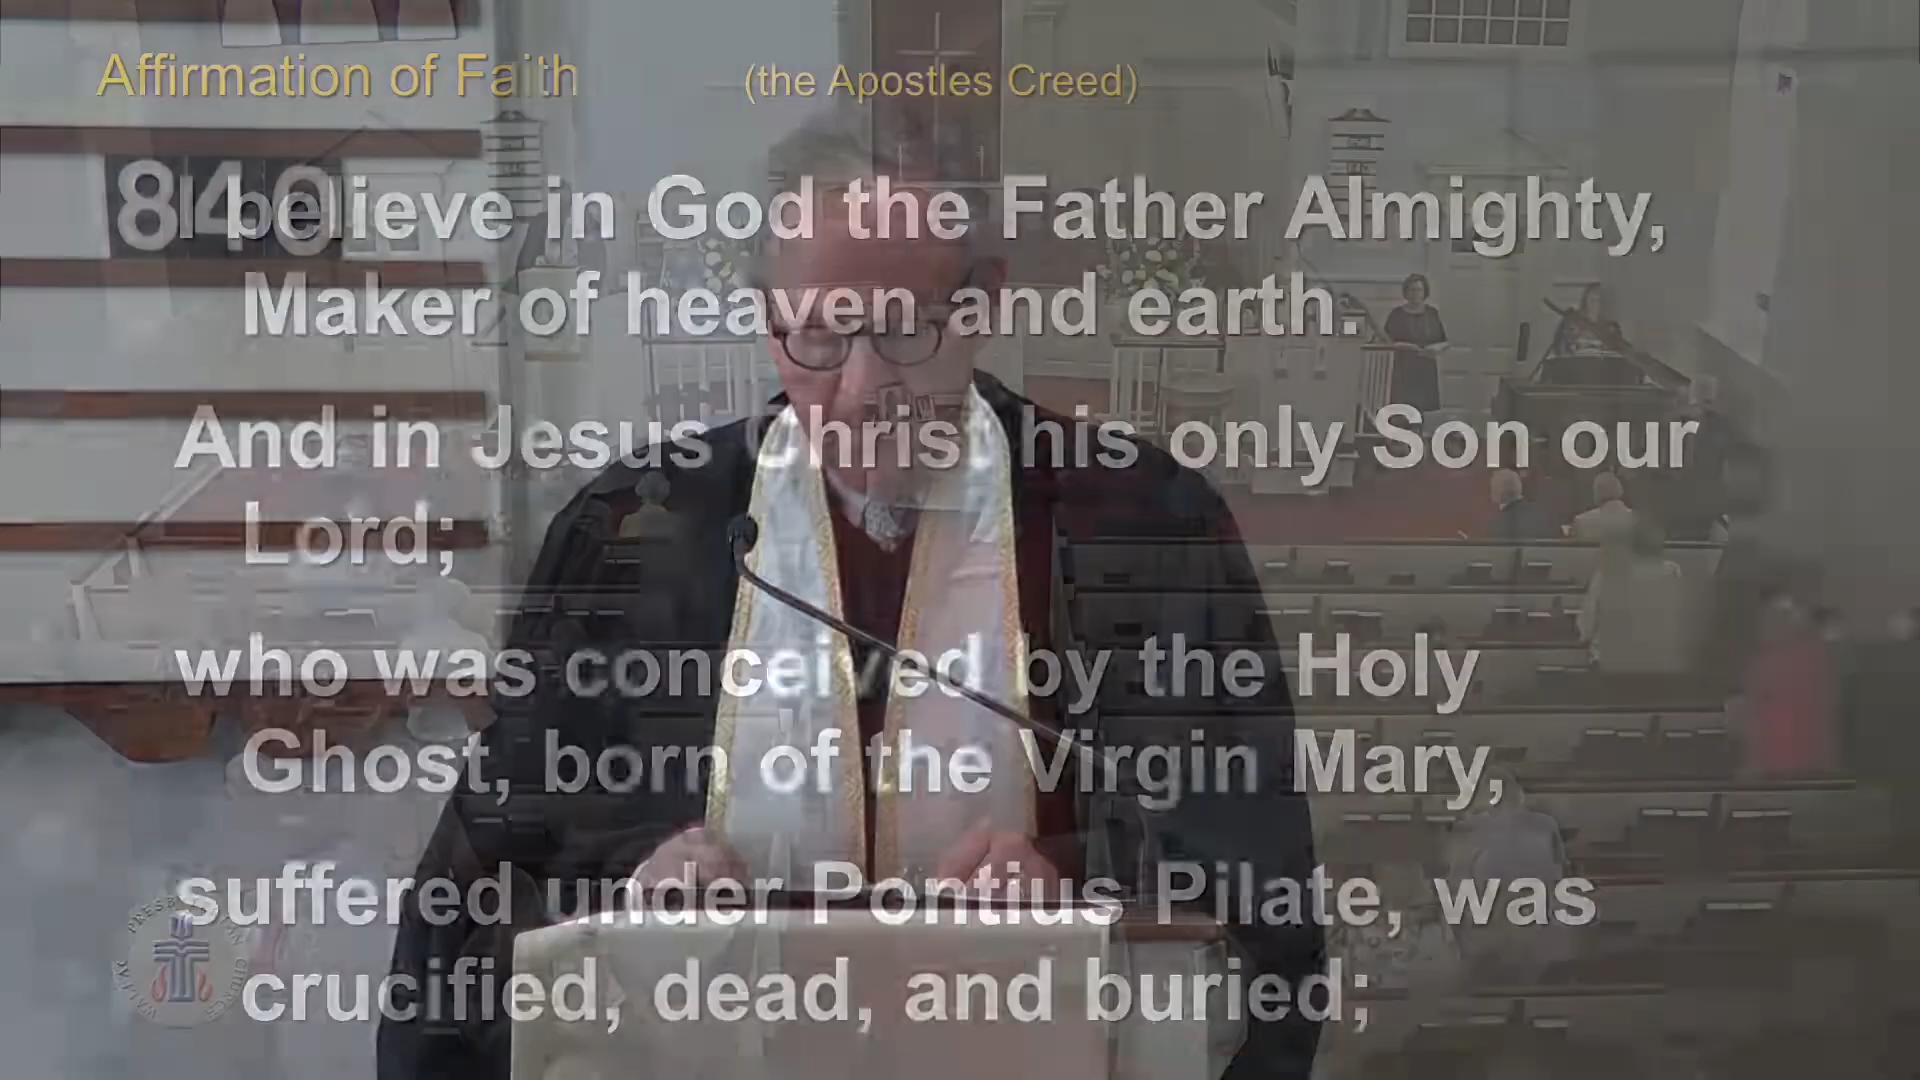 Affirmation of Faith (the Apostles Creed)
840
I believe in God the Father Almighty,
Maker of heaven and earth.
And in Jesus Christ his only Son our
Lord;
who was conceived by the Holy
Ghost, born of the Virgin Mary,
suffered under Pontius Pilate, was
crucified, dead, and buried;